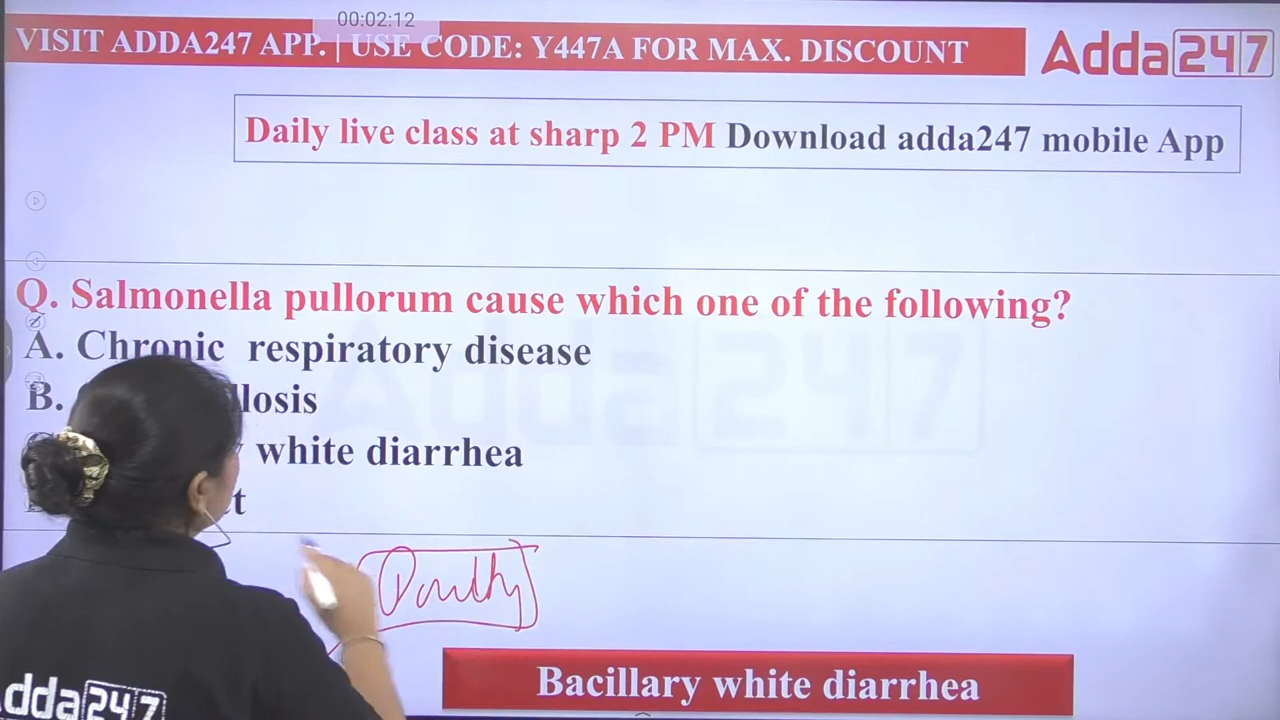 00:02:12
VISIT ADDA247 APP. | USE CODE: Y447A FOR MAX. DISCOUNT
Adda247
Daily live class at sharp 2 PM Download adda247 mobile App
Q. Salmonella pullorum cause which one of the following?
A. Chronic respiratory disease
B. llosis
white diarrhea
t
Poultry
Bacillary white diarrhea
dda247